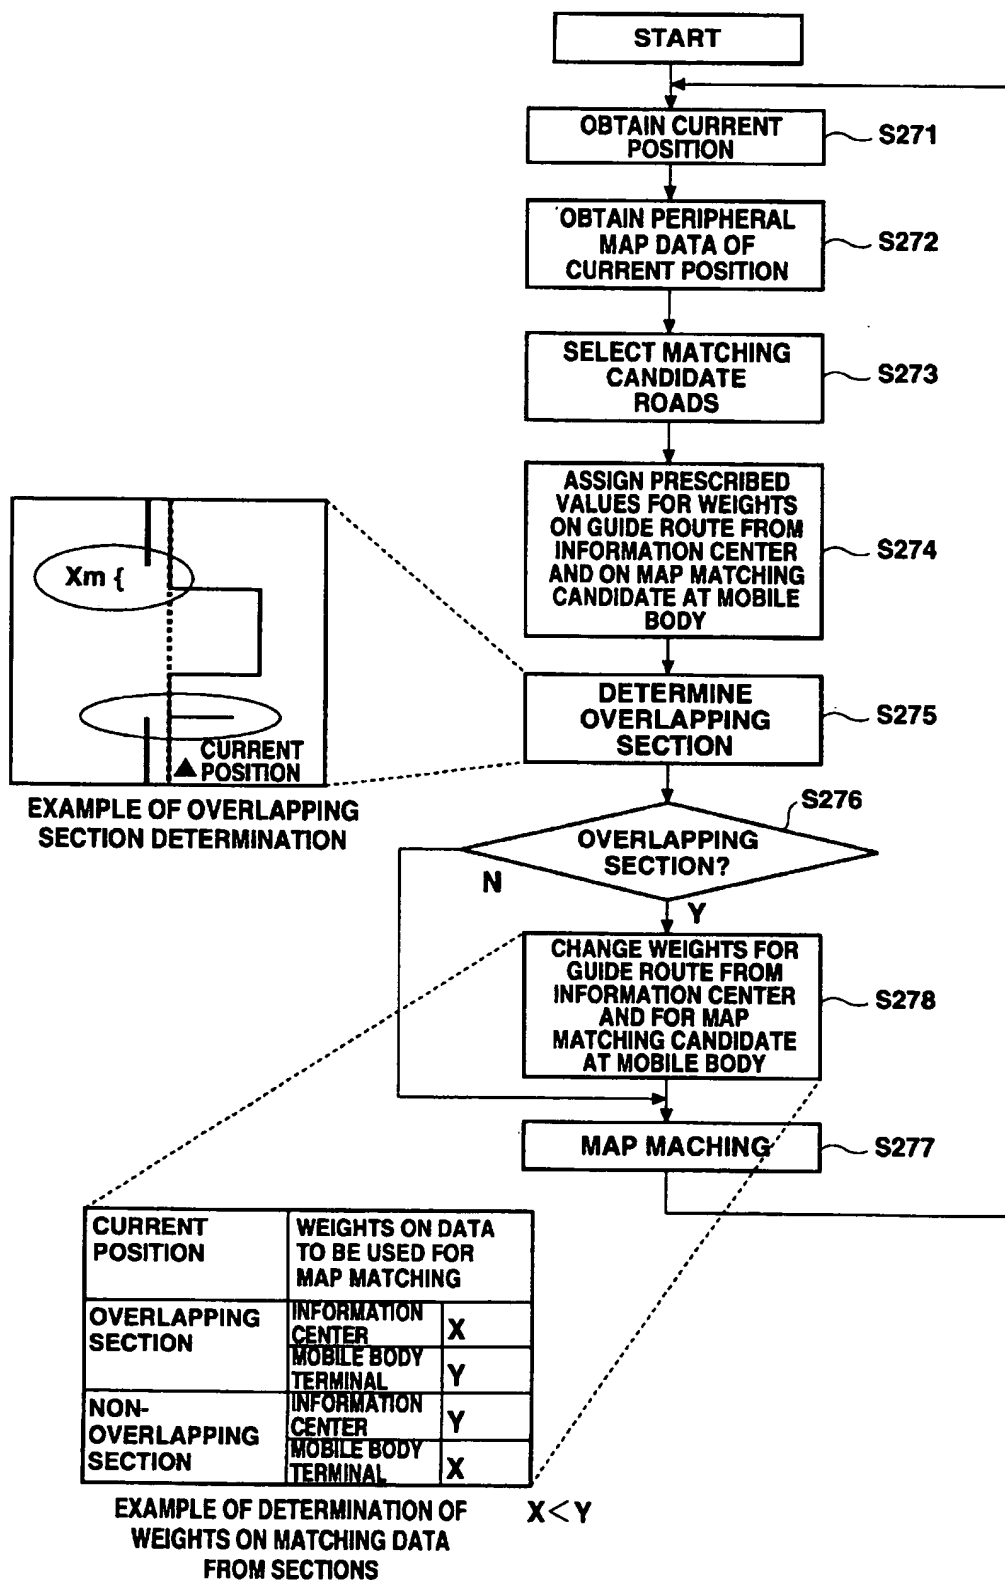 START
OBTAIN CURRENT
POSITION
S271
OBTAIN PERIPHERAL
MAP DATA OF
CURRENT POSITION
S272
SELECT MATCHING
CANDIDATE
ROADS
S273
ASSIGN PRESCRIBED
VALUES FOR WEIGHTS
ON GUIDE ROUTE FROM
INFORMATION CENTER
AND ON MAP MATCHING
CANDIDATE AT MOBILE
BODY
S274
Xm {
CURRENT
POSITION
EXAMPLE OF OVERLAPPING
SECTION DETERMINATION
DETERMINE
OVERLAPPING
SECTION
S275
S276
OVERLAPPING
SECTION?
N
Y
CHANGE WEIGHTS FOR
GUIDE ROUTE FROM
INFORMATION CENTER
AND FOR MAP
MATCHING CANDIDATE
AT MOBILE BODY
S278
MAP MACHING
S277
CURRENT
POSITION
WEIGHTS ON DATA
TO BE USED FOR
MAP MATCHING
OVERLAPPING
SECTION
INFORMATION
CENTER
X
MOBILE BODY
TERMINAL
Y
NON-
OVERLAPPING
SECTION
INFORMATION
CENTER
Y
MOBILE BODY
TERMINAL
X
EXAMPLE OF DETERMINATION OF
WEIGHTS ON MATCHING DATA
FROM SECTIONS
X<Y